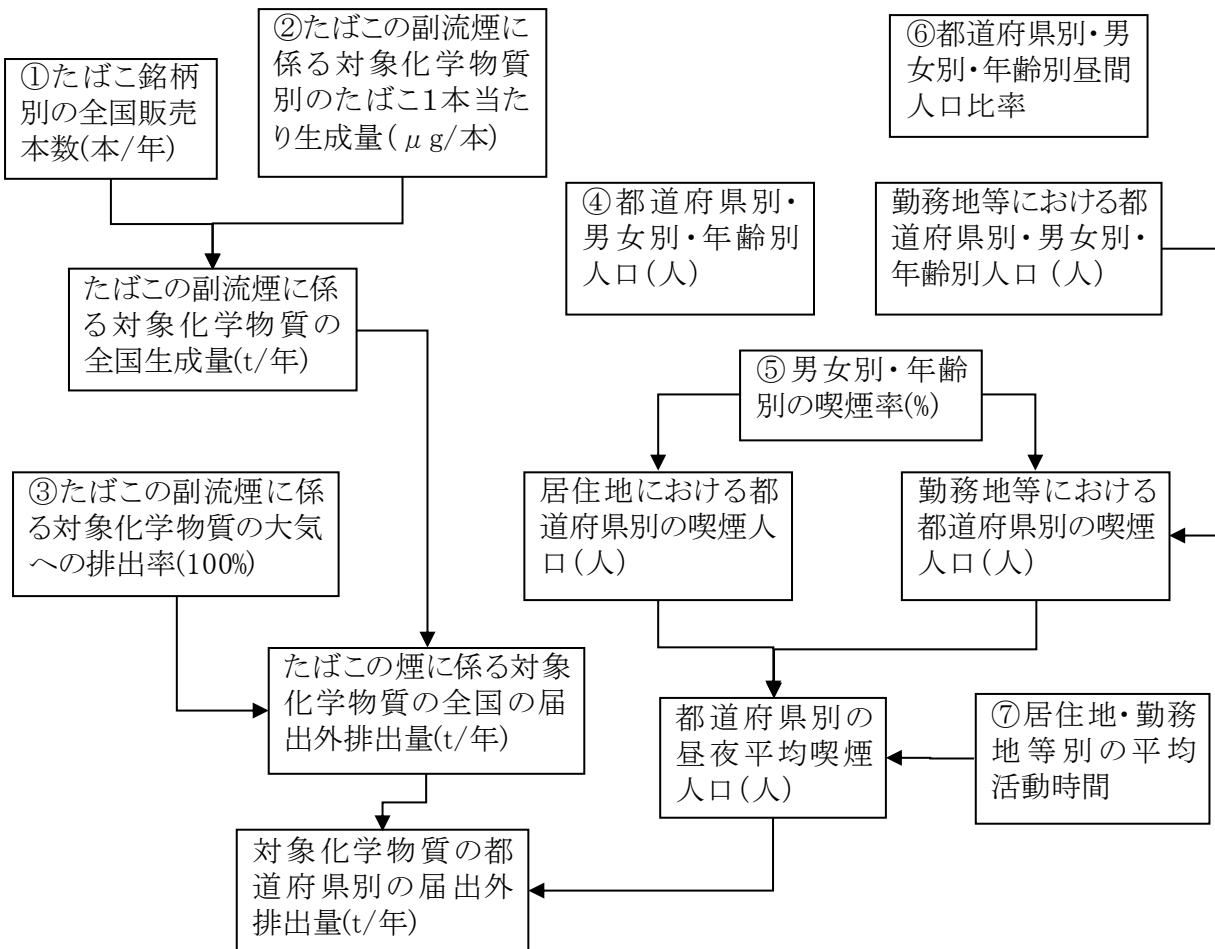 ①たばこ銘柄
別の全国販売
本数(本/年)
②たばこの副流煙に
係る対象化学物質
別のたばこ1本当た
り生成量(μg/本)
⑥都道府県別・男
女別・年齢別昼間
人口比率
④都道府県別・
男女別・年齢別
人口(人)
勤務地等における都
道府県別・男女別・
年齢別人口(人)
たばこの副流煙に係
る対象化学物質の
全国生成量(t/年)
⑤男女別・年齢
別の喫煙率(%)
③たばこの副流煙に係
る対象化学物質の大気
への排出率(100%)
居住地における都
道府県別の喫煙人
口(人)
勤務地等における
都道府県別の喫煙
人口(人)
たばこの煙に係る対象
化学物質の全国の届
出外排出量(t/年)
都道府県別の
昼夜平均喫煙
人口(人)
⑦居住地・勤務
地等別の平均
活動時間
対象化学物質の都
道府県別の届出外
排出量(t/年)